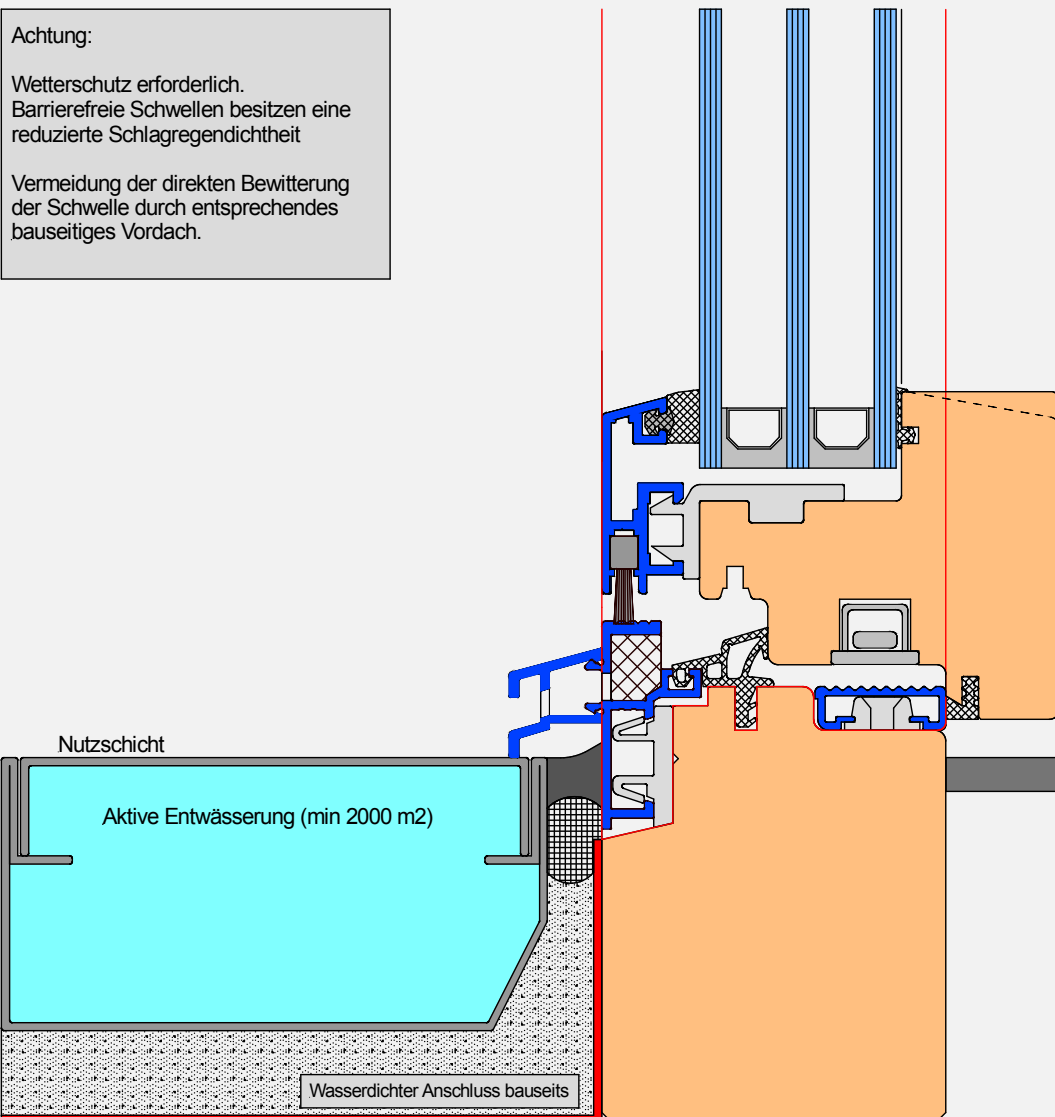 Achtung:
Wetterschutz erforderlich.
Barrierefreie Schwellen besitzen eine
reduzierte Schlagregendichtheit
Vermeidung der direkten Bewitterung
der Schwelle durch entsprechendes
bauseitiges Vordach.
Nutzschicht
Aktive Entwässerung (min 2000 m2)
Wasserdichter Anschluss bauseits